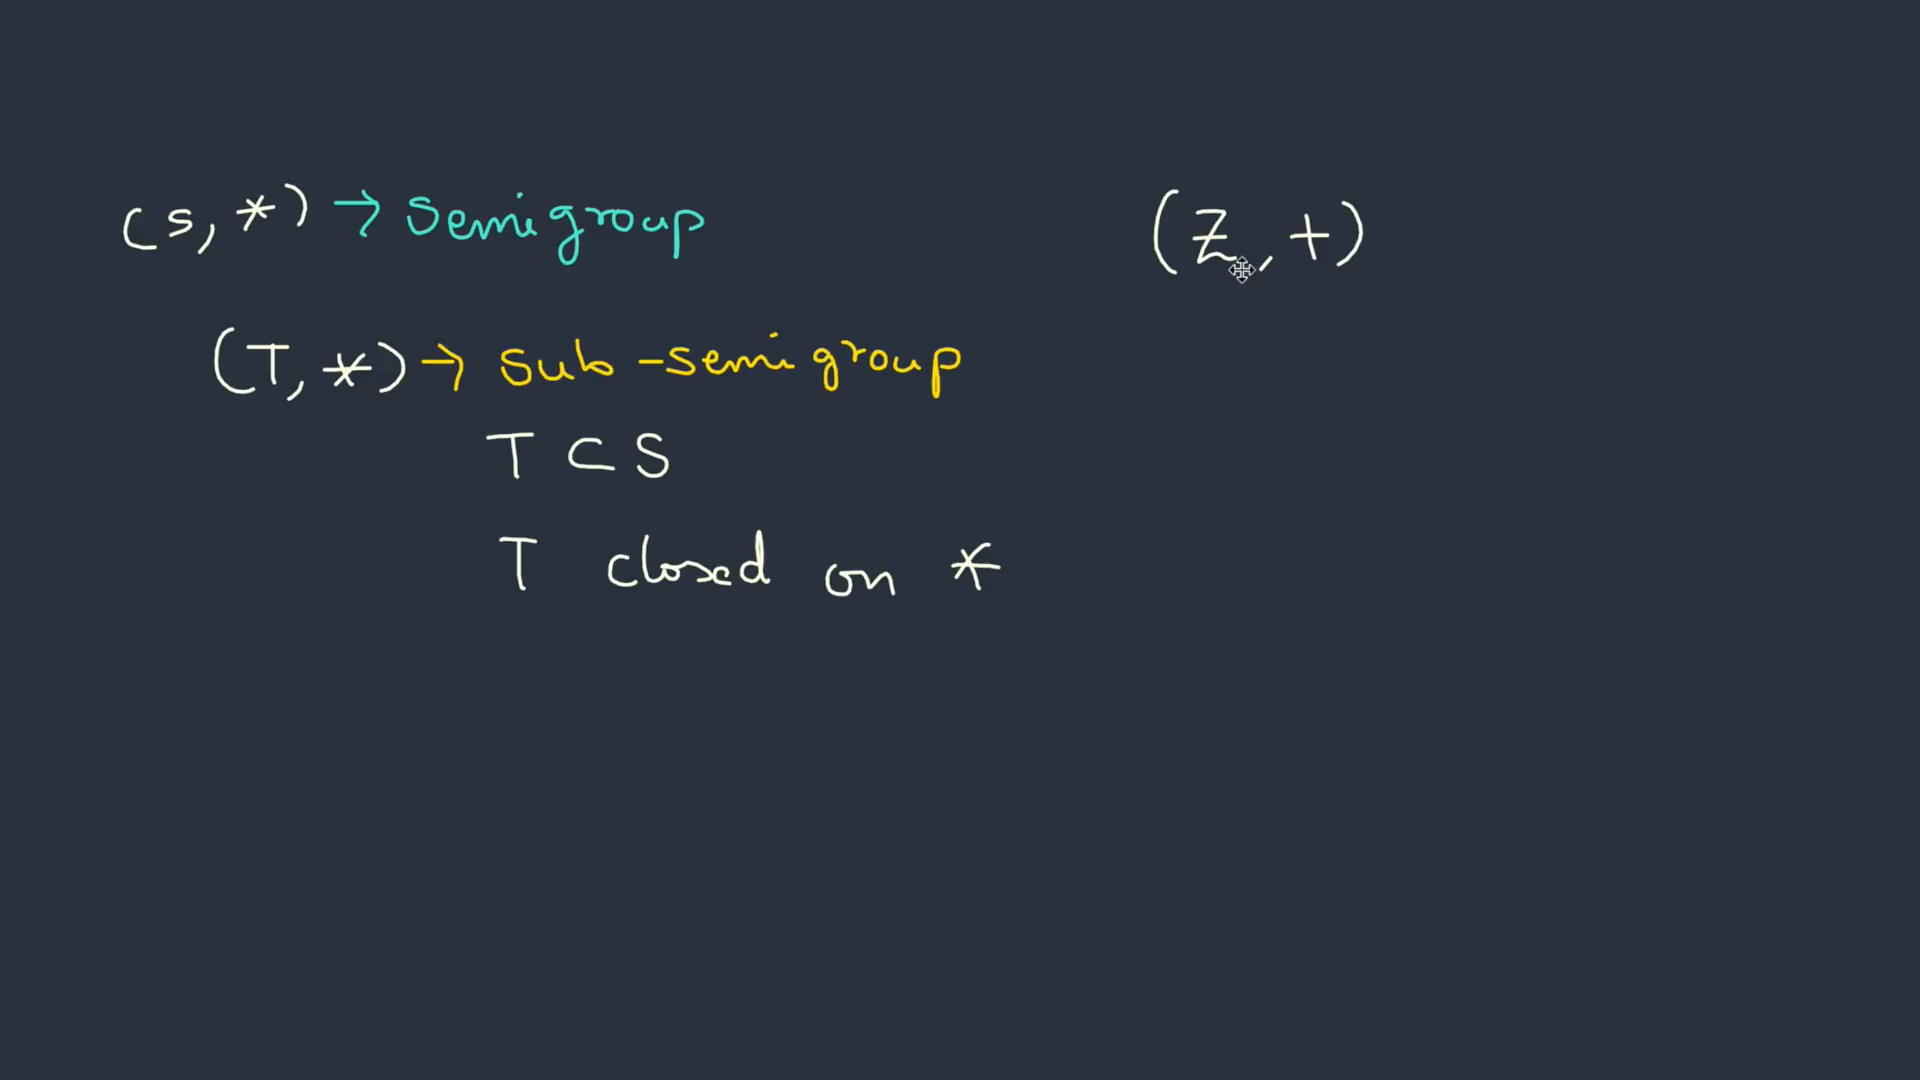 (S, *) → Semigroup
(T, *) → Sub-semigroup
T ⊂ S
T closed on *
(Z, +)